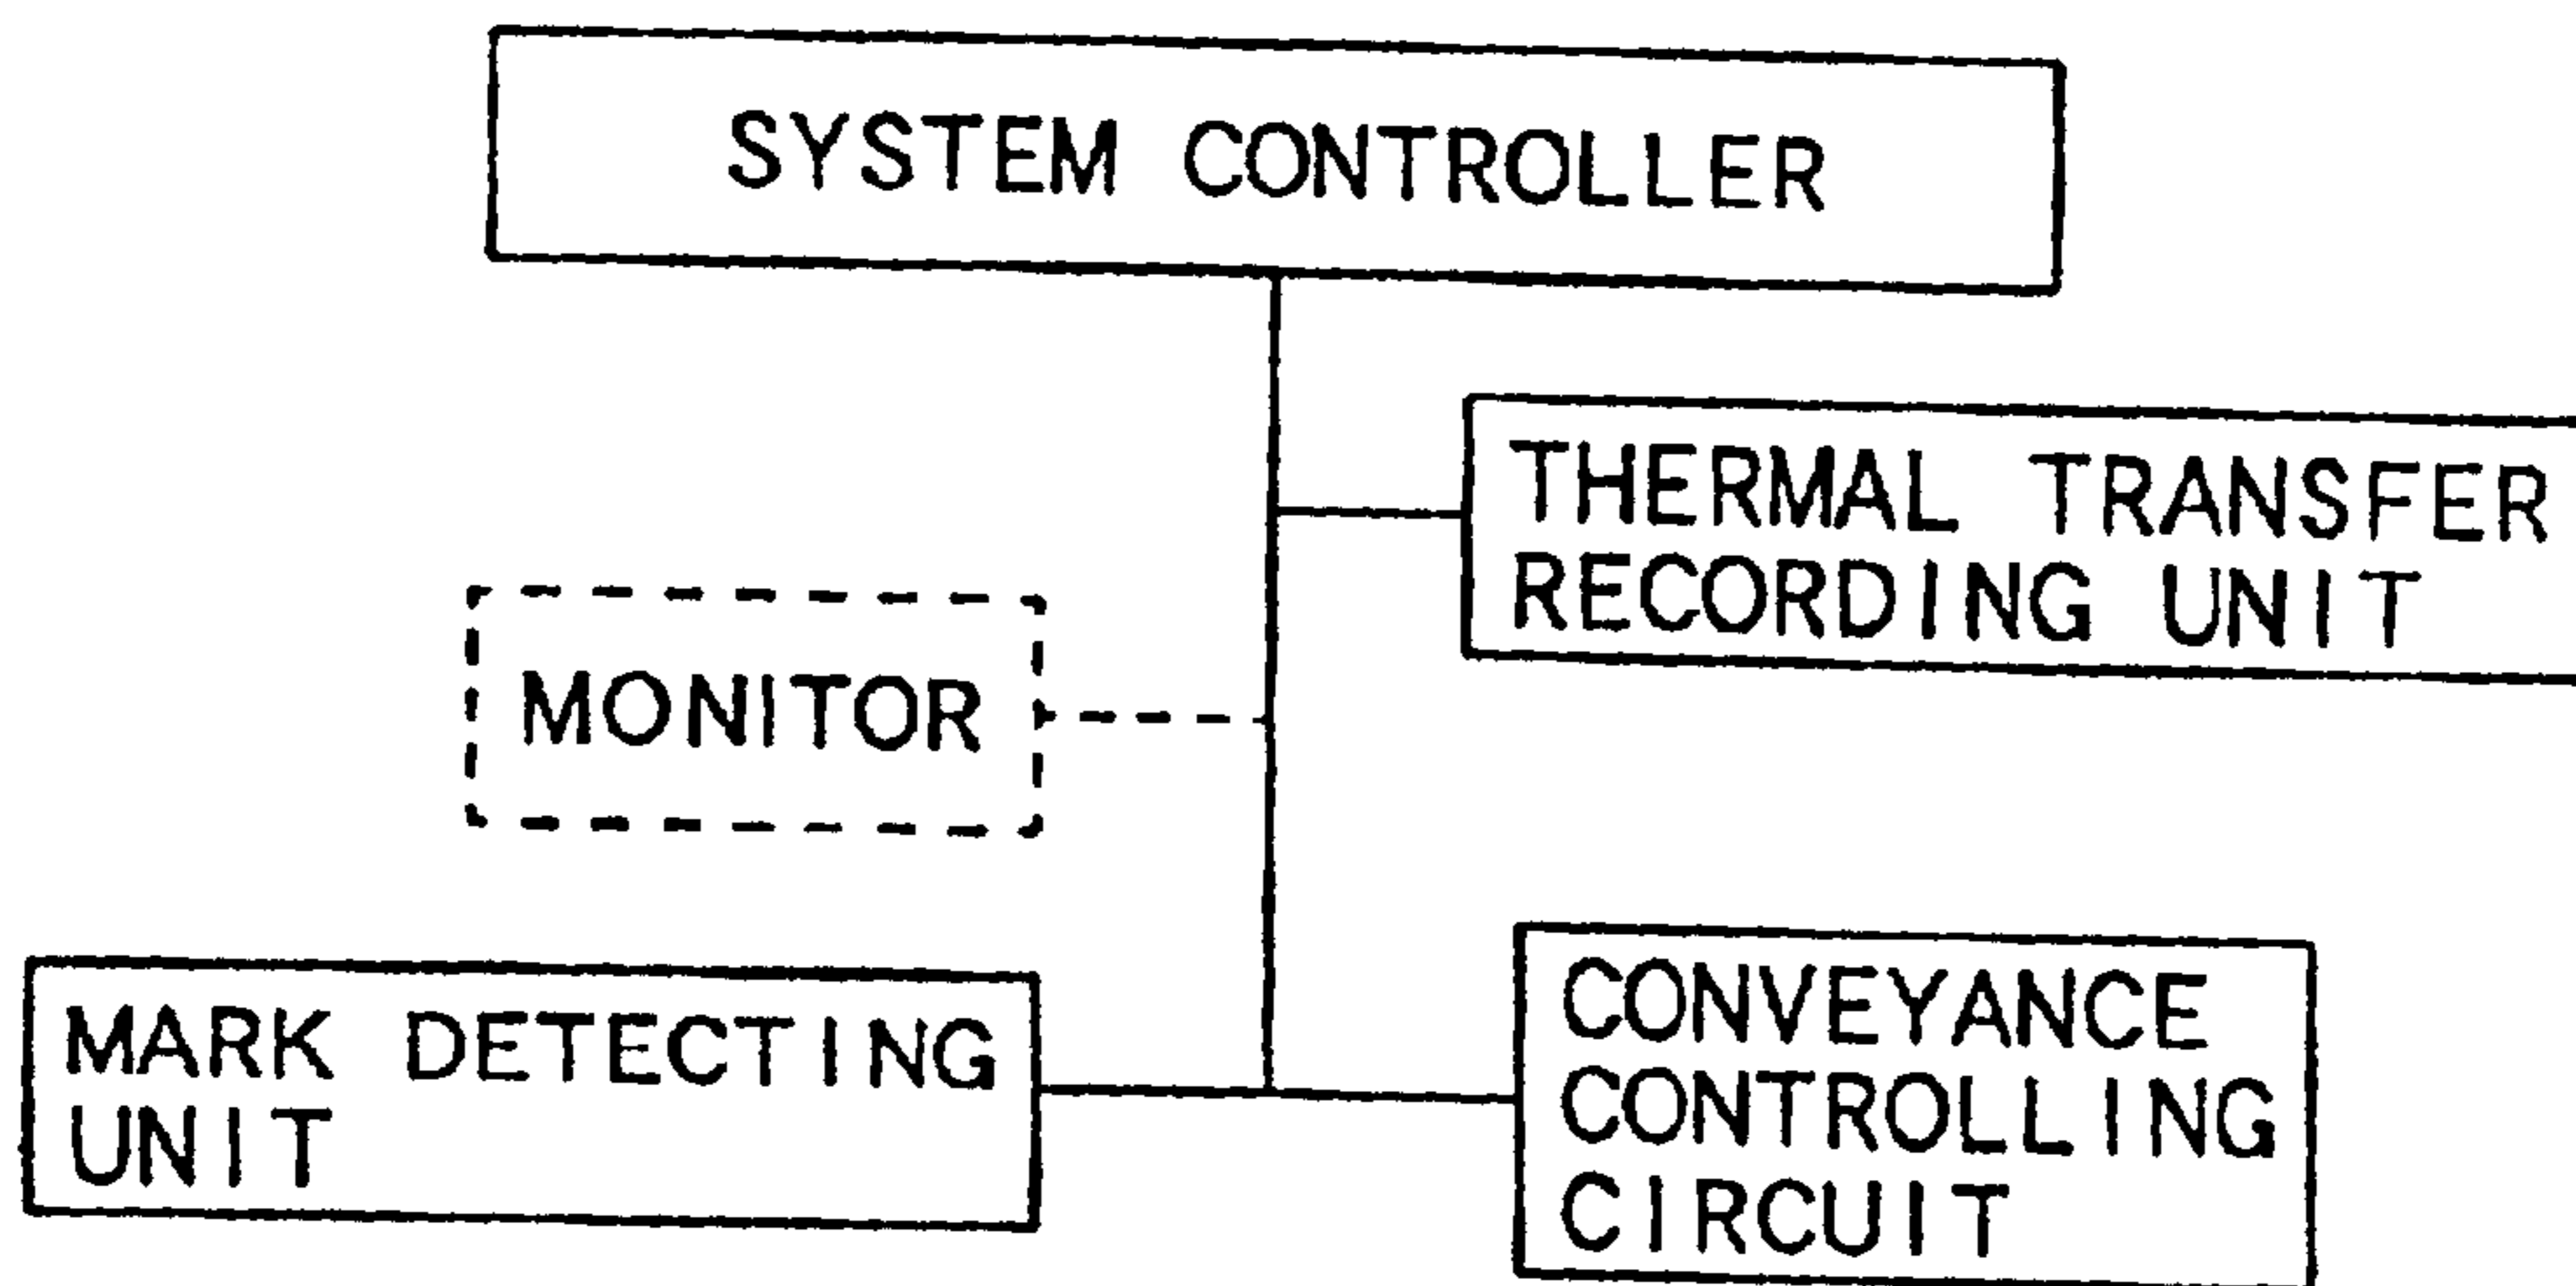 SYSTEM CONTROLLER
THERMAL TRANSFER
RECORDING UNIT
MONITOR
MARK DETECTING
UNIT
CONVEYANCE
CONTROLLING
CIRCUIT